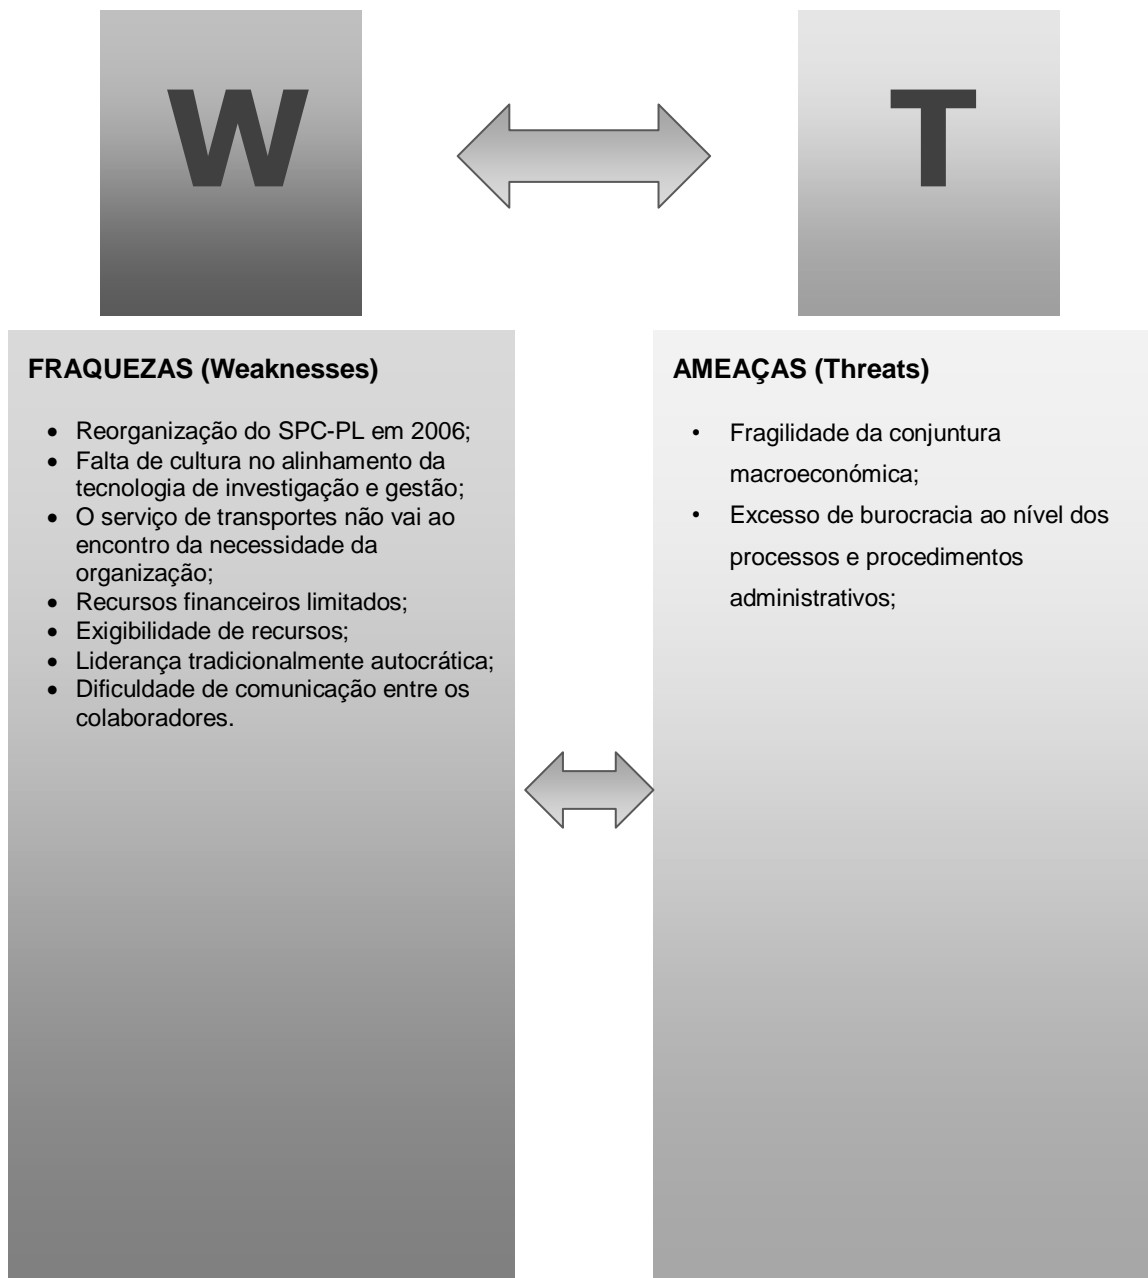 W
T
FRAQUEZAS (Weaknesses)
• Reorganização do SPC-PL em 2006;
• Falta de cultura no alinhamento da
tecnologia de investigação e gestão;
• O serviço de transportes não vai ao
encontro da necessidade da
organização;
• Recursos financeiros limitados;
• Exigibilidade de recursos;
• Liderança tradicionalmente autocrática;
• Dificuldade de comunicação entre os
colaboradores.
AMEAÇAS (Threats)
• Fragilidade da conjuntura
macroeconómica;
• Excesso de burocracia ao nível dos
processos e procedimentos
administrativos;